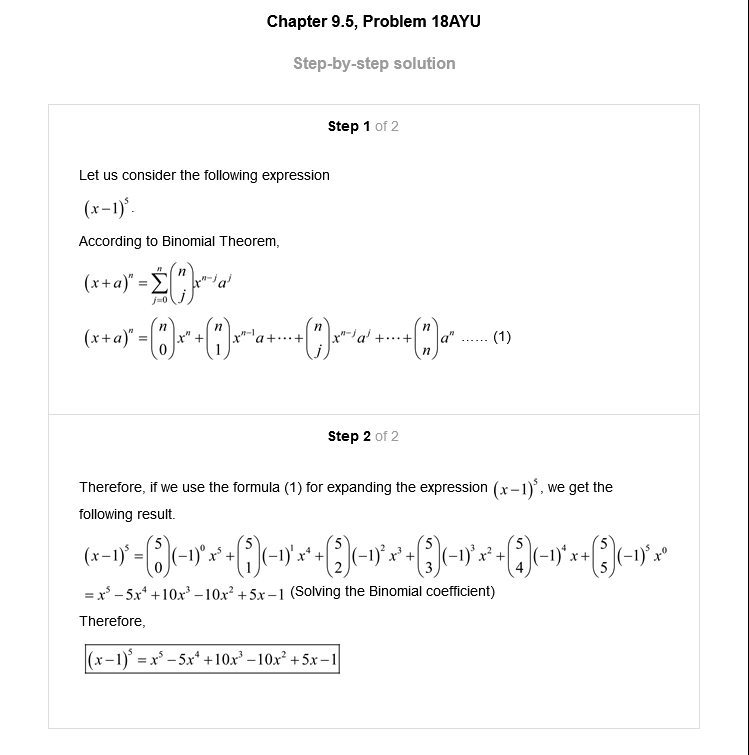 Chapter 9.5, Problem 18AYU
Step-by-step solution
Step 1 of 2
Let us consider the following expression
$(x-1)^5$.
According to Binomial Theorem,
$(x+a)^n = \sum_{j=0}^{n} \binom{n}{j} x^{n-j} a^j$
$(x+a)^n = \binom{n}{0} x^n + \binom{n}{1} x^{n-1} a + \cdots + \binom{n}{j} x^{n-j} a^j + \cdots + \binom{n}{n} a^n$ ...... (1)
Step 2 of 2
Therefore, if we use the formula (1) for expanding the expression $(x-1)^5$, we get the
following result.
$(x-1)^5 = \binom{5}{0} (-1)^0 x^5 + \binom{5}{1} (-1)^1 x^4 + \binom{5}{2} (-1)^2 x^3 + \binom{5}{3} (-1)^3 x^2 + \binom{5}{4} (-1)^4 x + \binom{5}{5} (-1)^5 x^0$
$= x^5 - 5x^4 + 10x^3 - 10x^2 + 5x - 1$ (Solving the Binomial coefficient)
Therefore,
$(x-1)^5 = x^5 - 5x^4 + 10x^3 - 10x^2 + 5x - 1$